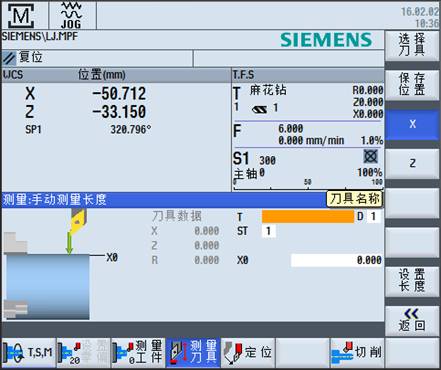 M
JOG
16.02.02
10:36
SIEMENS\LJ.MPF
SIEMENS
选择
刀具
复位
保存
位置
WCS 位置(mm)
X -50.712
Z -33.150
SP1 320.796°
T.F.S
T 麻花钻 R0.000
1 1 Z0.000
X0.000
F 6.000
0.000 mm/min 1.0%
S1 300
主轴 0 100%
0 50 100
X
Z
测量:手动测量长度
刀具名称
刀具数据
X 0.000
Z 0.000
R 0.000
T D 1
ST 1
X0 0.000
X0
设置
长度
返回
T,S,M
测量
工件
测量
刀具
定位
切削